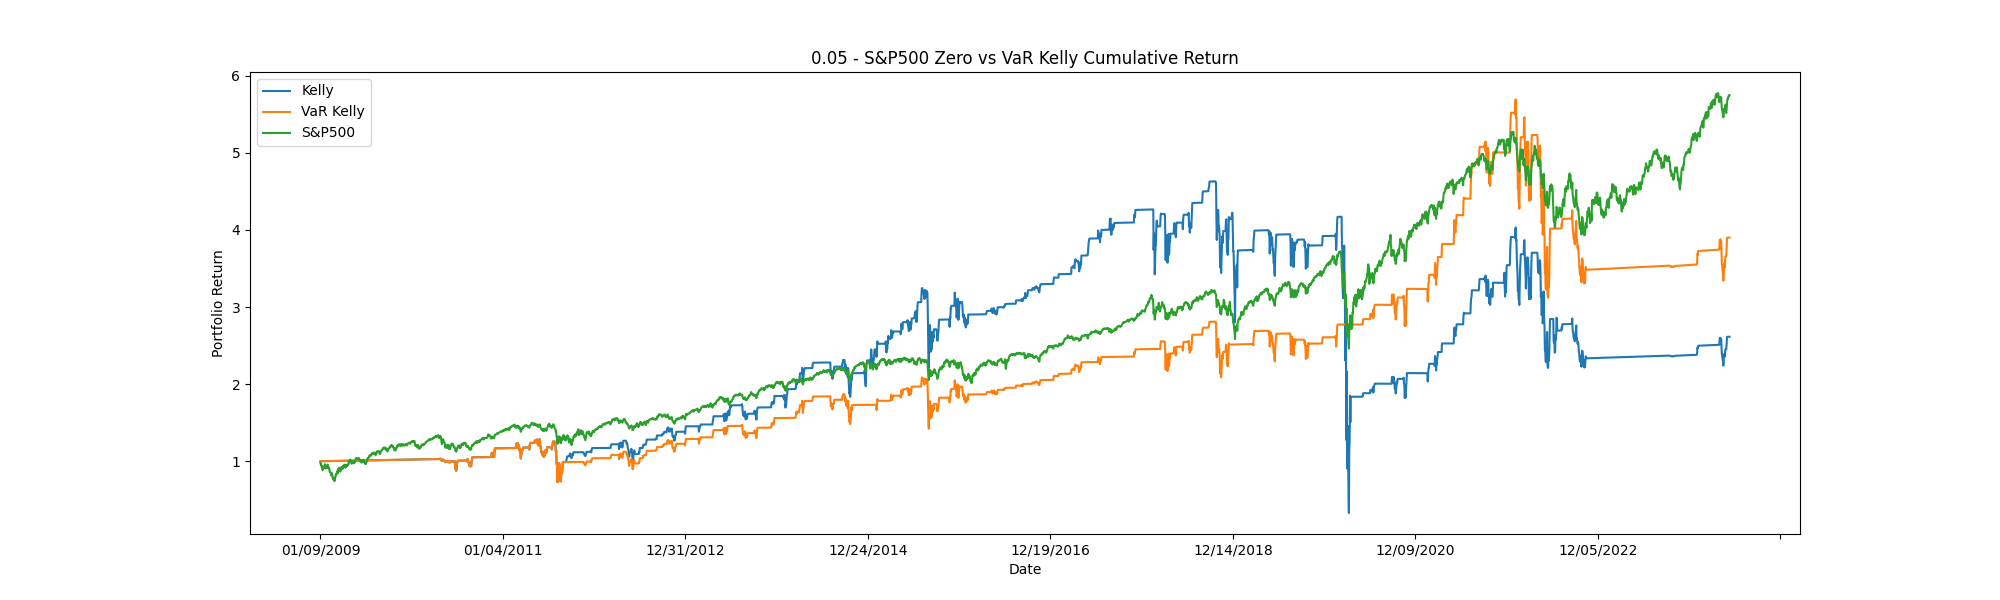 0.05 - S&P500 Zero vs VaR Kelly Cumulative Return
Kelly
VaR Kelly
S&P500
Portfolio Return
6
5
4
3
2
1
01/09/2009
01/04/2011
12/31/2012
12/24/2014
12/19/2016
12/14/2018
12/09/2020
12/05/2022
Date